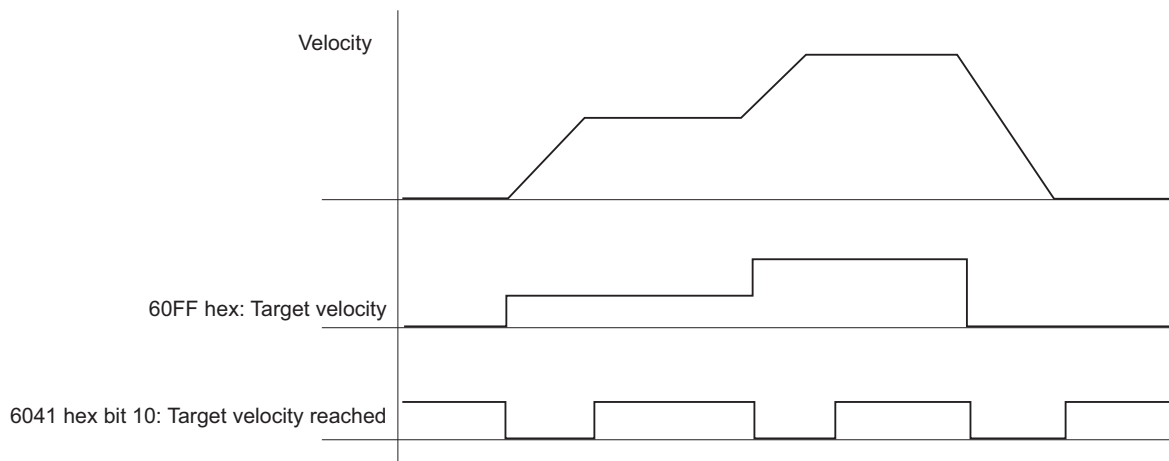 Velocity
60FF hex: Target velocity
6041 hex bit 10: Target velocity reached